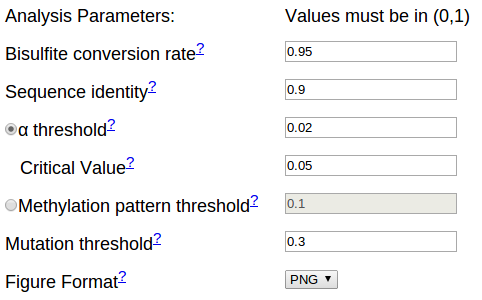 Analysis Parameters: Values must be in (0,1)
Bisulfite conversion rate? 0.95
Sequence identity? 0.9
α threshold? 0.02
Critical Value? 0.05
Methylation pattern threshold? 0.1
Mutation threshold? 0.3
Figure Format? PNG